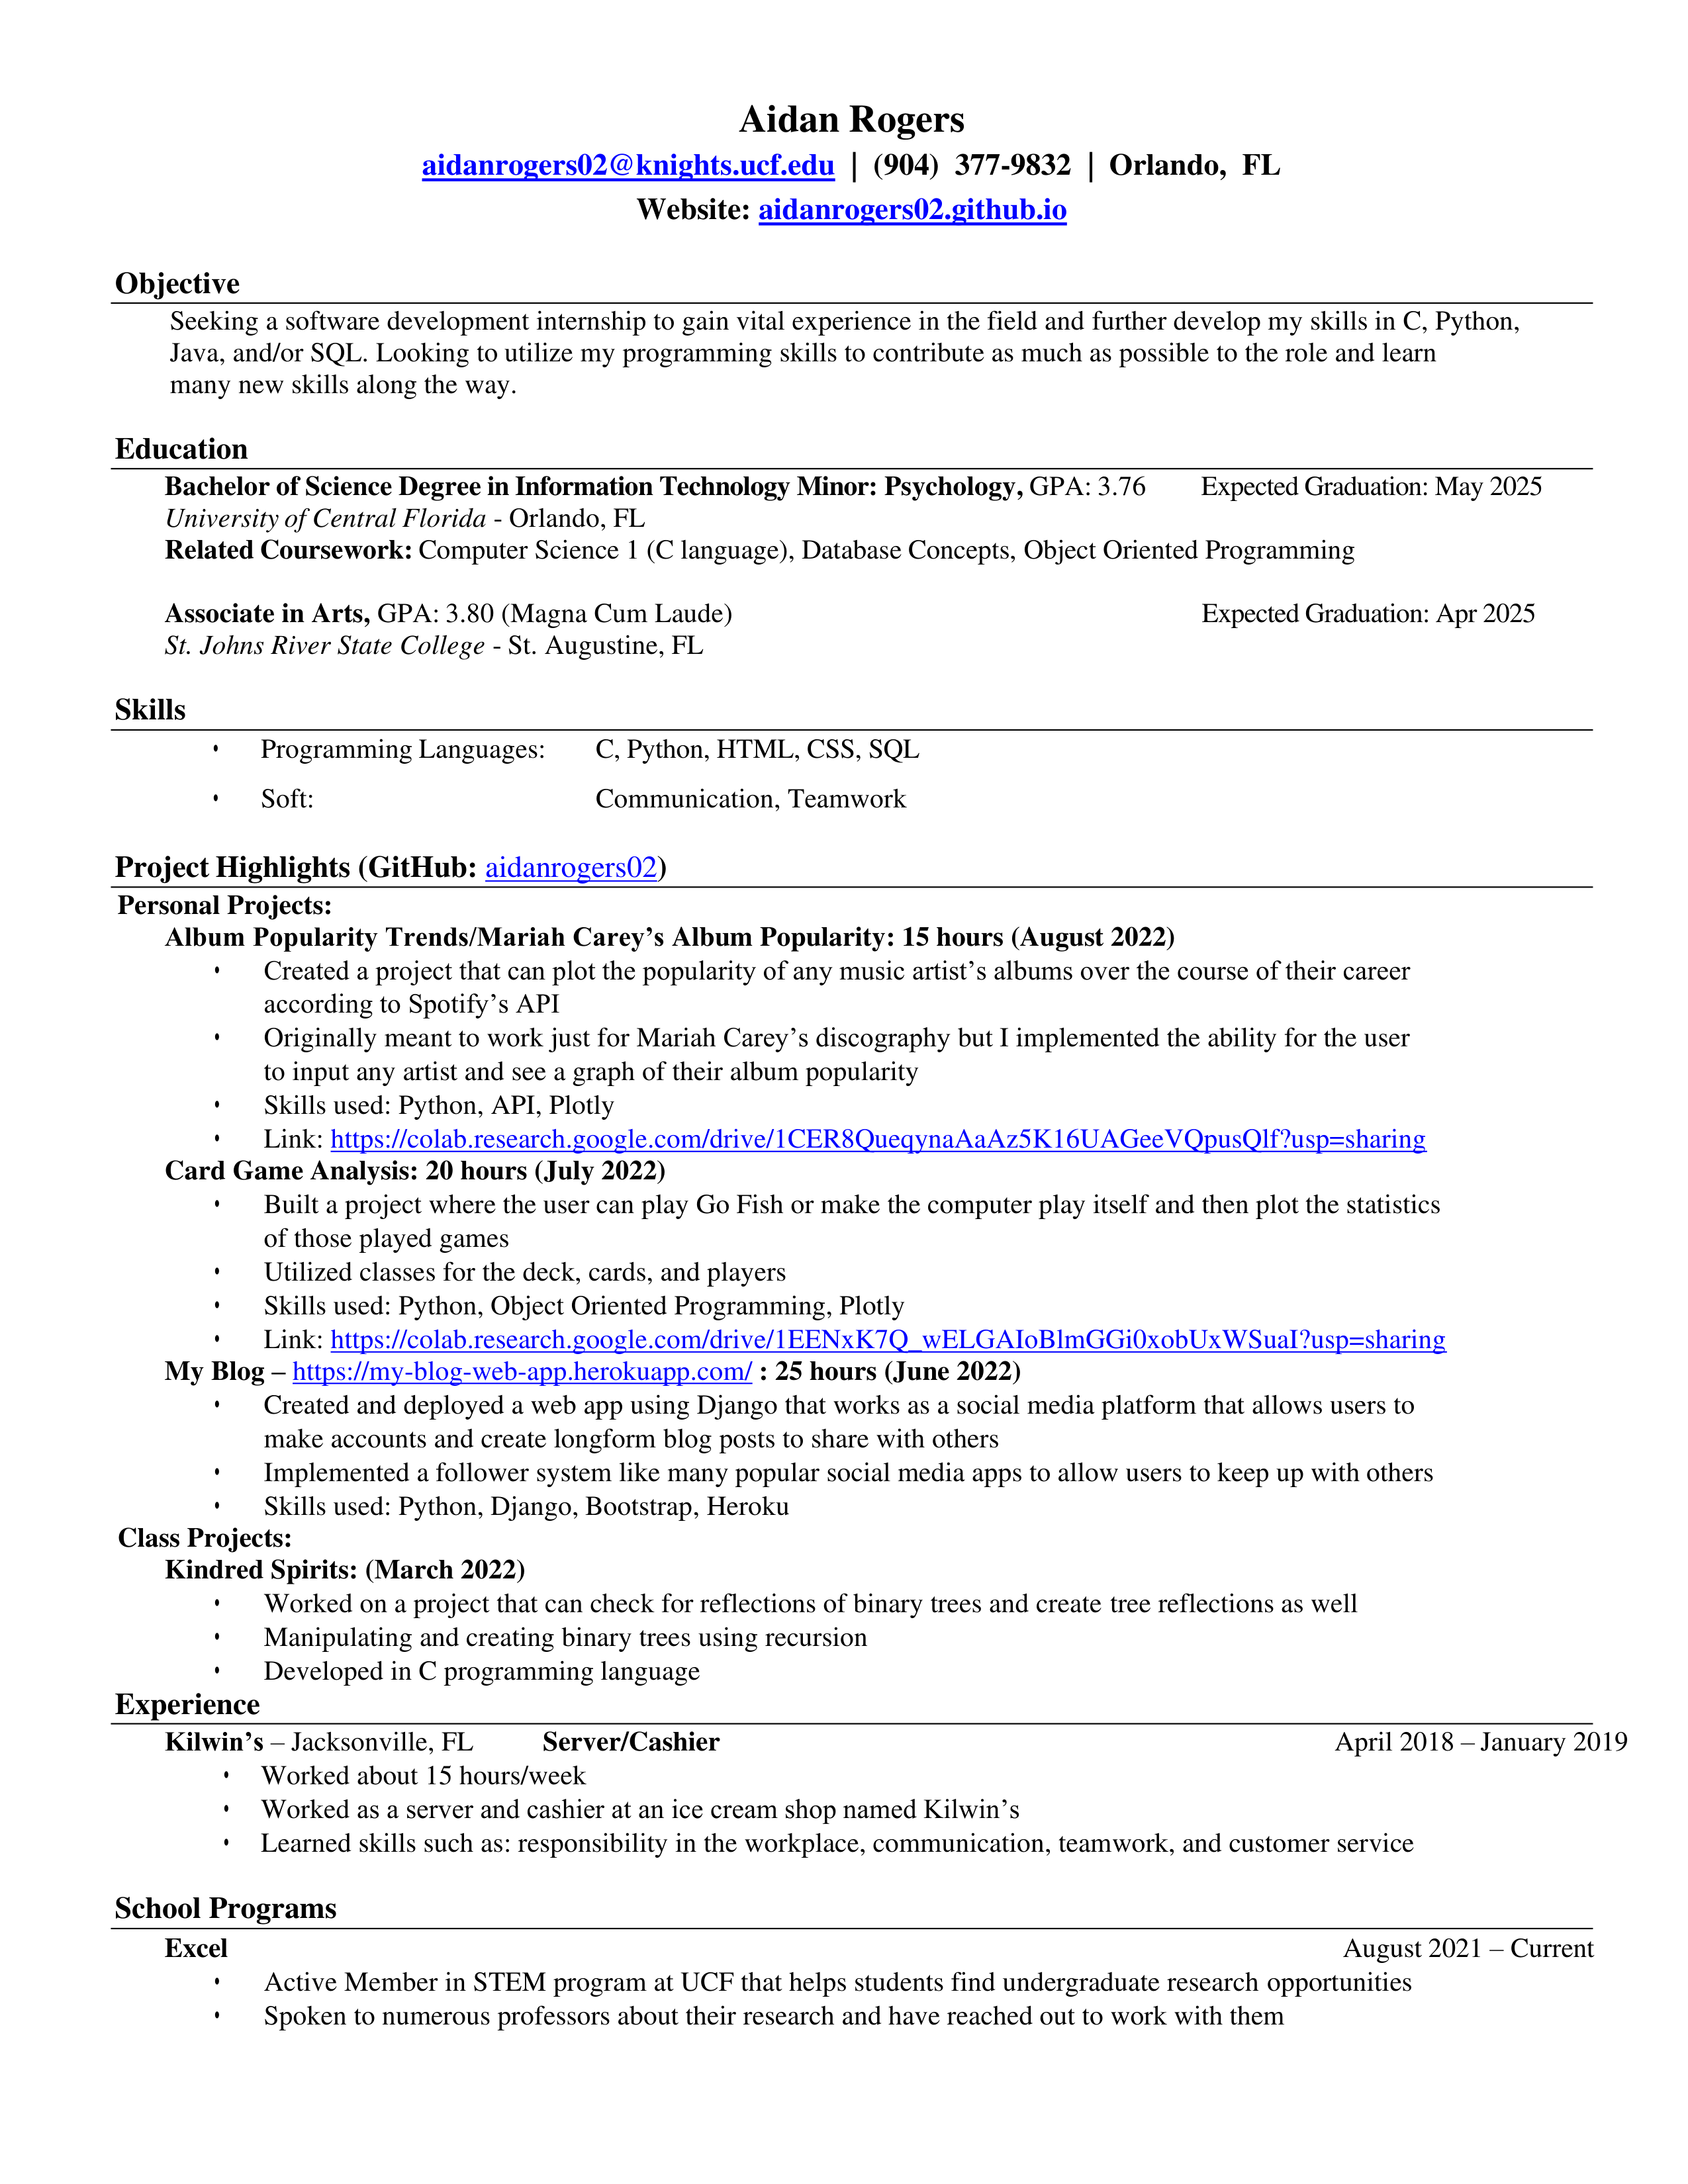 Aidan Rogers
aidanrogers02@knights.ucf.edu | (904) 377-9832 | Orlando, FL
Website: aidanrogers02.github.io
Objective
Seeking a software development internship to gain vital experience in the field and further develop my skills in C, Python,
Java, and/or SQL. Looking to utilize my programming skills to contribute as much as possible to the role and learn
many new skills along the way.
Education
Bachelor of Science Degree in Information Technology Minor: Psychology, GPA: 3.76 Expected Graduation: May 2025
University of Central Florida - Orlando, FL
Related Coursework: Computer Science 1 (C language), Database Concepts, Object Oriented Programming
Associate in Arts, GPA: 3.80 (Magna Cum Laude) Expected Graduation: Apr 2025
St. Johns River State College - St. Augustine, FL
Skills
• Programming Languages: C, Python, HTML, CSS, SQL
• Soft: Communication, Teamwork
Project Highlights (GitHub: aidanrogers02)
Personal Projects:
Album Popularity Trends/Mariah Carey’s Album Popularity: 15 hours (August 2022)
• Created a project that can plot the popularity of any music artist’s albums over the course of their career
according to Spotify’s API
• Originally meant to work just for Mariah Carey’s discography but I implemented the ability for the user
to input any artist and see a graph of their album popularity
• Skills used: Python, API, Plotly
• Link: https://colab.research.google.com/drive/1CER8QueqynaAaAz5K16UAGeeVQpusQlf?usp=sharing
Card Game Analysis: 20 hours (July 2022)
• Built a project where the user can play Go Fish or make the computer play itself and then plot the statistics
of those played games
• Utilized classes for the deck, cards, and players
• Skills used: Python, Object Oriented Programming, Plotly
• Link: https://colab.research.google.com/drive/1EENxK7Q_wELGAIoBlmGGi0xobUxWSuaI?usp=sharing
My Blog – https://my-blog-web-app.herokuapp.com/ : 25 hours (June 2022)
• Created and deployed a web app using Django that works as a social media platform that allows users to
make accounts and create longform blog posts to share with others
• Implemented a follower system like many popular social media apps to allow users to keep up with others
• Skills used: Python, Django, Bootstrap, Heroku
Class Projects:
Kindred Spirits: (March 2022)
• Worked on a project that can check for reflections of binary trees and create tree reflections as well
• Manipulating and creating binary trees using recursion
• Developed in C programming language
Experience
Kilwin’s – Jacksonville, FL Server/Cashier April 2018 – January 2019
• Worked about 15 hours/week
• Worked as a server and cashier at an ice cream shop named Kilwin’s
• Learned skills such as: responsibility in the workplace, communication, teamwork, and customer service
School Programs
Excel August 2021 – Current
• Active Member in STEM program at UCF that helps students find undergraduate research opportunities
• Spoken to numerous professors about their research and have reached out to work with them